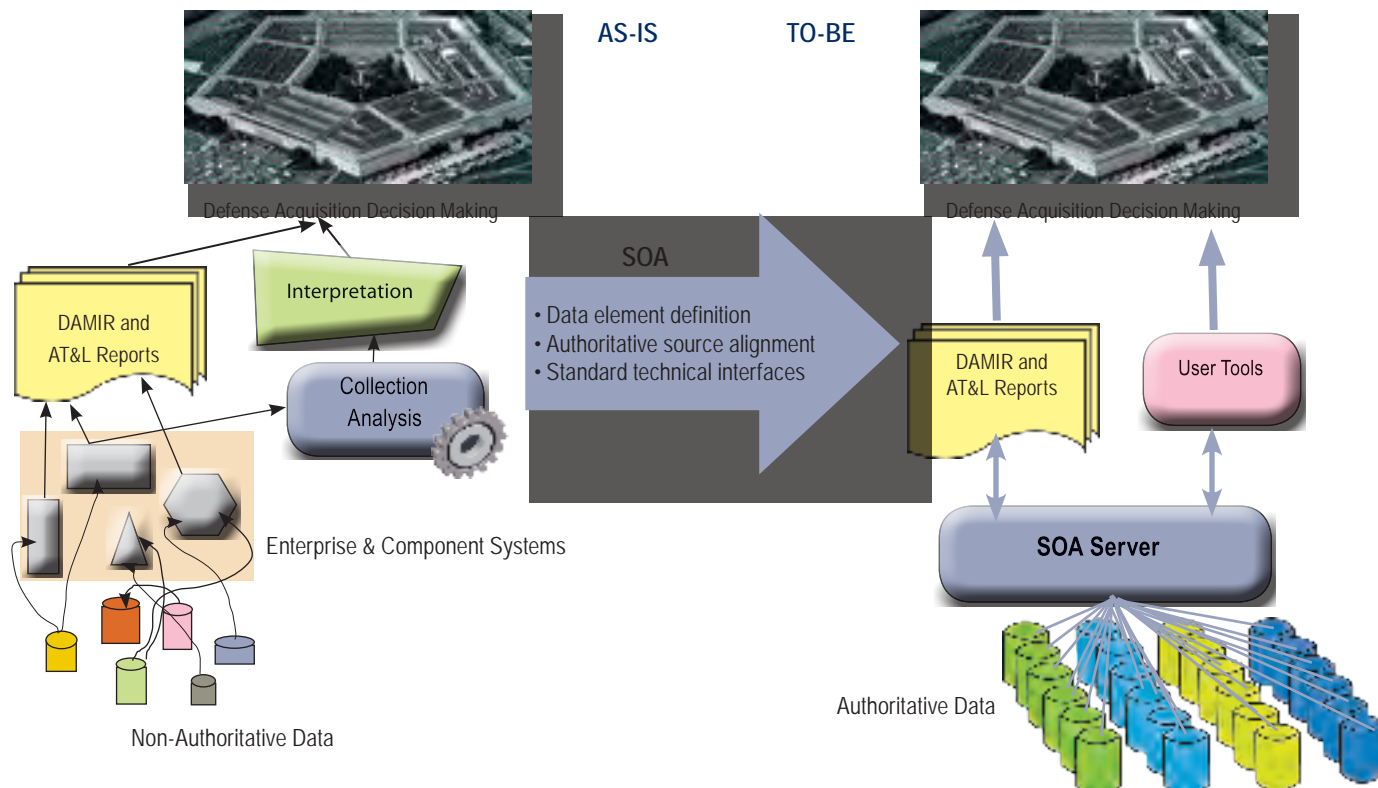 AS-IS
TO-BE
Defense Acquisition Decision Making
Defense Acquisition Decision Making
SOA
Interpretation
• Data element definition
• Authoritative source alignment
• Standard technical interfaces
DAMIR and
AT&L Reports
Collection
Analysis
DAMIR and
AT&L Reports
User Tools
Enterprise & Component Systems
SOA Server
Non-Authoritative Data
Authoritative Data